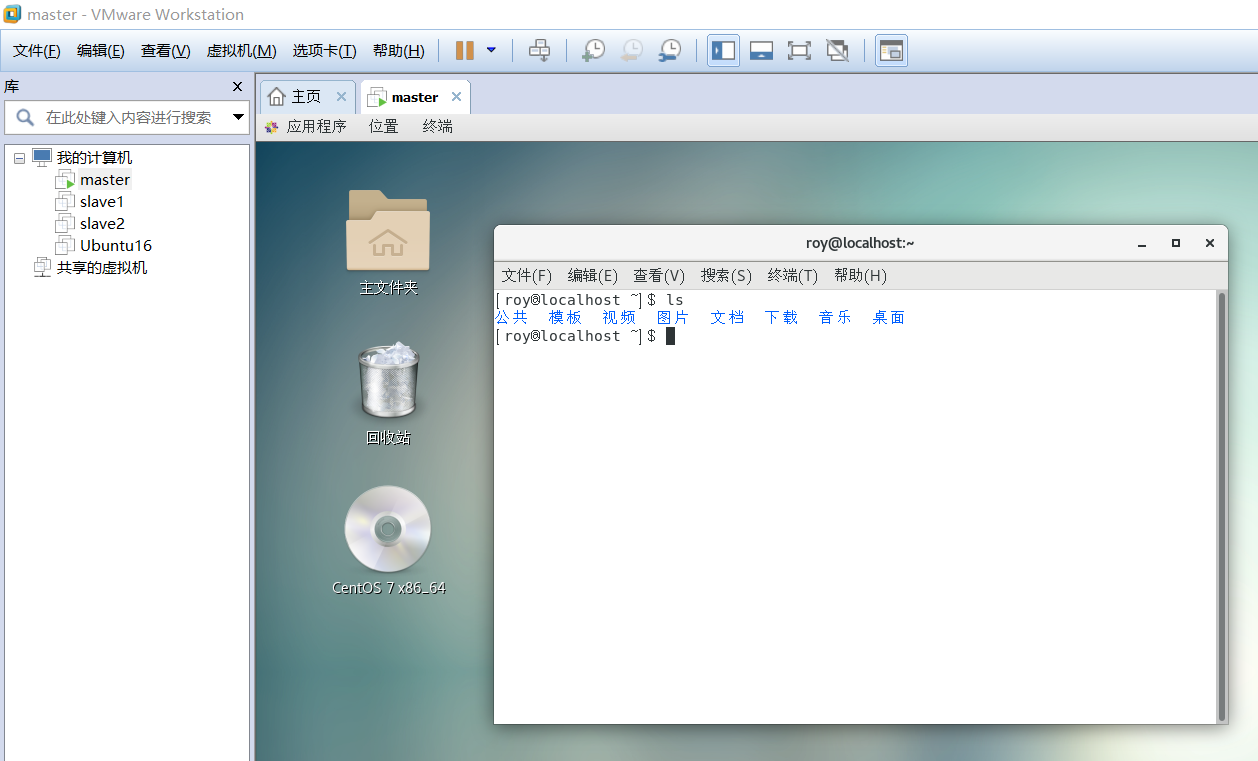 master - VMware Workstation
文件(F) 编辑(E) 查看(V) 虚拟机(M) 选项卡(T) 帮助(H)
库
在此处键入内容进行搜索
我的计算机
master
slave1
slave2
Ubuntu16
共享的虚拟机
主页 master
应用程序 位置 终端
主文件夹
回收站
CentOS 7 x86_64
roy@localhost:~
文件(F) 编辑(E) 查看(V) 搜索(S) 终端(T) 帮助(H)
[roy@localhost ~]$ ls
公共 模板 视频 图片 文档 下载 音乐 桌面
[roy@localhost ~]$